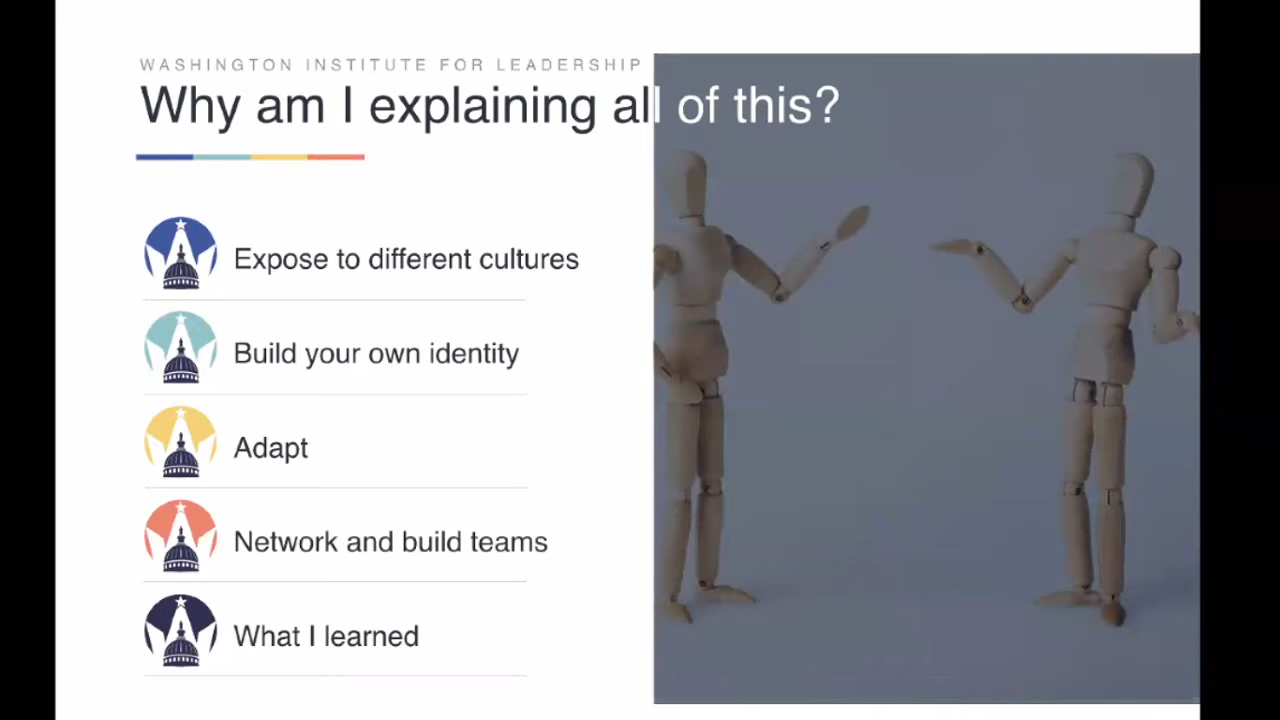 WASHINGTON INSTITUTE FOR LEADERSHIP
Why am I explaining all of this?
Expose to different cultures
Build your own identity
Adapt
Network and build teams
What I learned